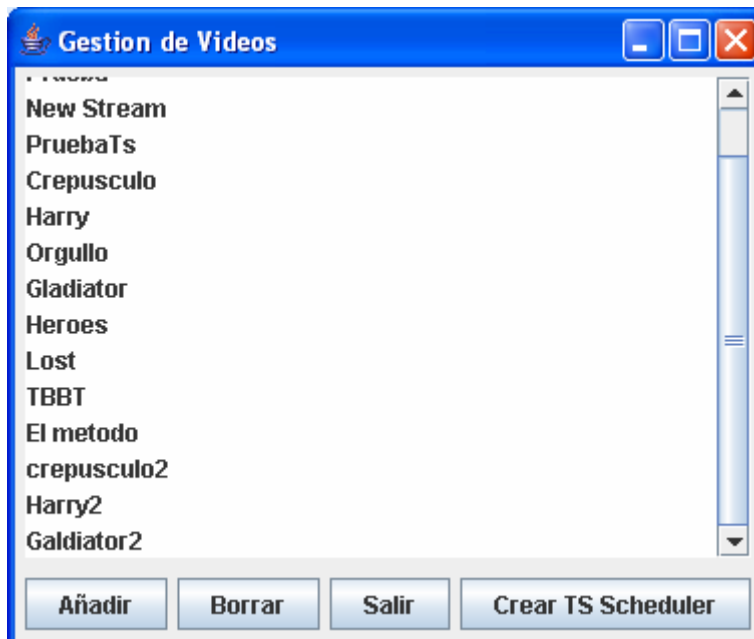 Gestion de Videos
New Stream
PruebaTs
Crepusculo
Harry
Orgullo
Gladiator
Heroes
Lost
TBBT
El metodo
crepusculo2
Harry2
Galdiator2
Añadir Borrar Salir Crear TS Scheduler